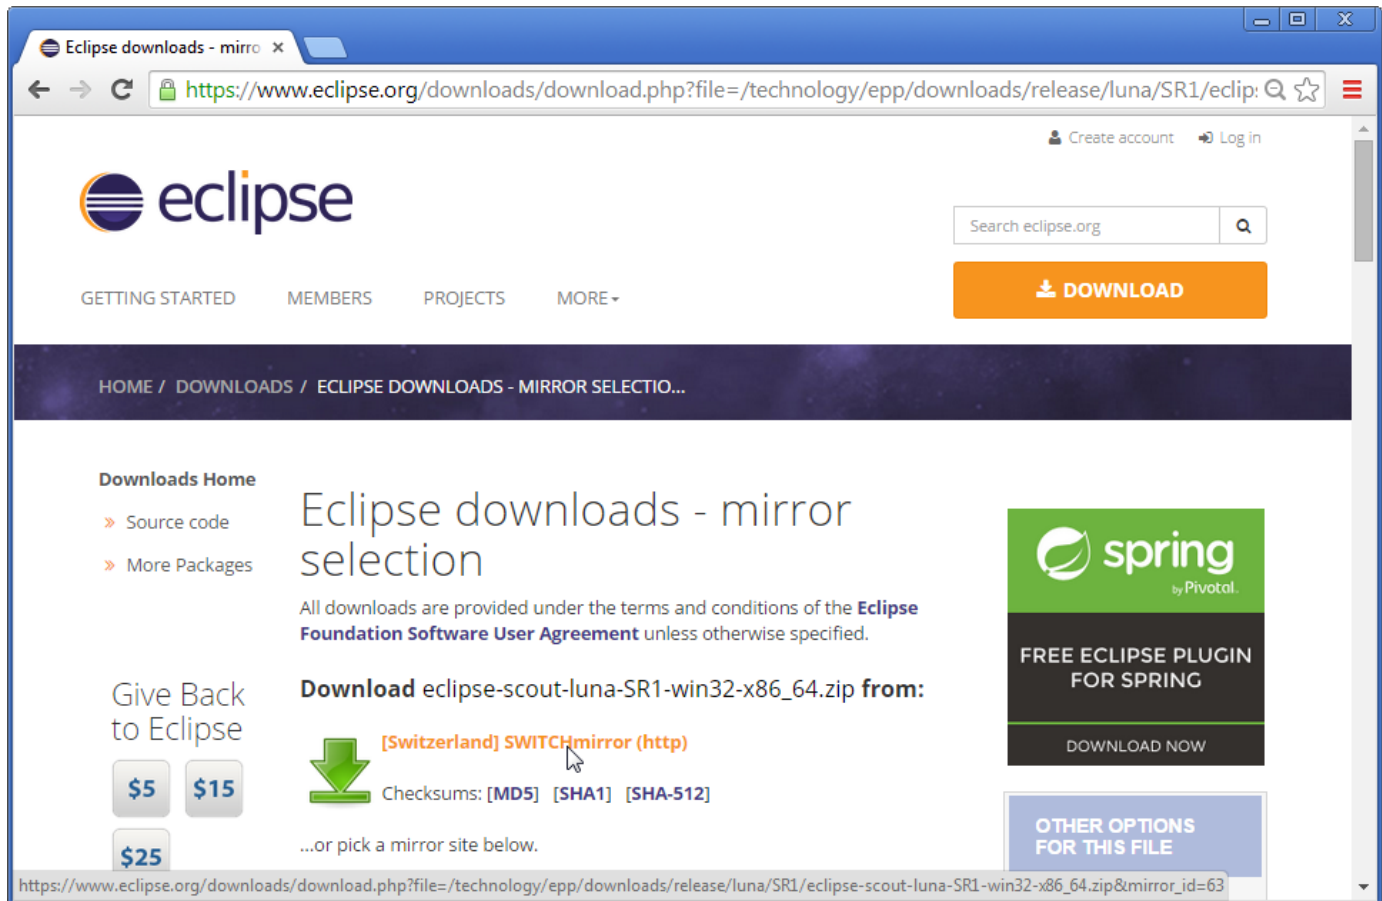 Eclipse downloads - mirro
https://www.eclipse.org/downloads/download.php?file=/technology/epp/downloads/release/luna/SR1/eclip
Create account Log in
eclipse
Search eclipse.org
DOWNLOAD
GETTING STARTED MEMBERS PROJECTS MORE
HOME / DOWNLOADS / ECLIPSE DOWNLOADS - MIRROR SELECTIO...
Downloads Home
Source code
More Packages
Give Back
to Eclipse
$5 $15
$25
Eclipse downloads - mirror
selection
All downloads are provided under the terms and conditions of the Eclipse
Foundation Software User Agreement unless otherwise specified.
Download eclipse-scout-luna-SR1-win32-x86_64.zip from:
[Switzerland] SWITCHmirror (http)
Checksums: [MD5] [SHA1] [SHA-512]
...or pick a mirror site below.
spring
by Pivotal.
FREE ECLIPSE PLUGIN
FOR SPRING
DOWNLOAD NOW
OTHER OPTIONS
FOR THIS FILE
https://www.eclipse.org/downloads/download.php?file=/technology/epp/downloads/release/luna/SR1/eclipse-scout-luna-SR1-win32-x86_64.zip&mirror_id=63